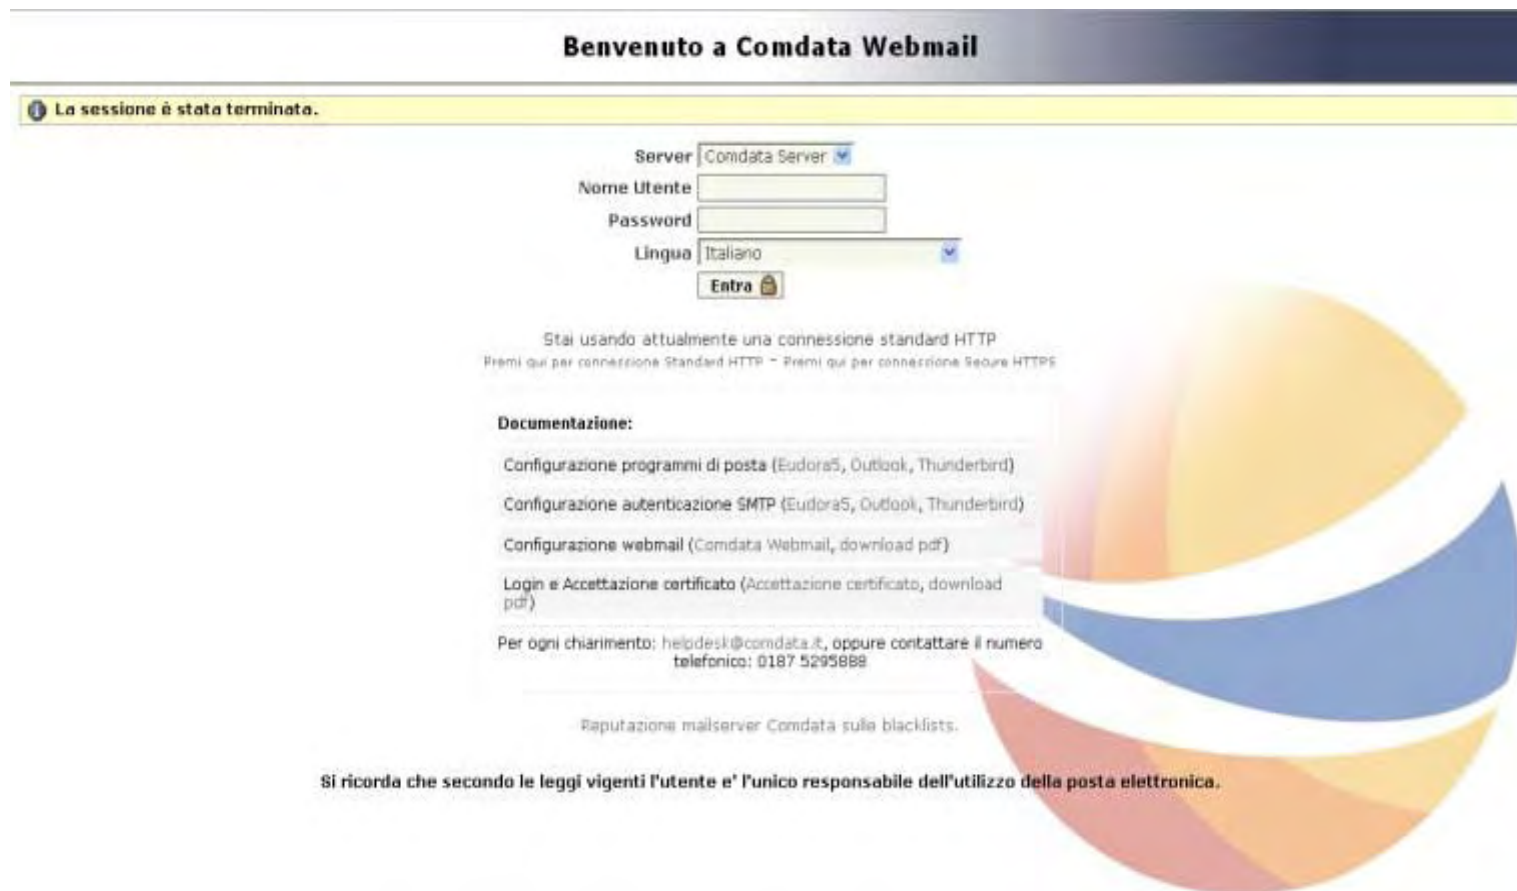 Benvenuto a Comdata Webmail
La sessione è stata terminata.
Server Comdata Server
Nome Utente
Password
Lingua Italiano
Entra
Stai usando attualmente una connessione standard HTTP
Premi qui per connessione Standard HTTP - Premi qui per connessione Secure HTTPS
Documentazione:
Configurazione programmi di posta (Eudora5, Outlook, Thunderbird)
Configurazione autenticazione SMTP (Eudora5, Outlook, Thunderbird)
Configurazione webmail (Comdata Webmail, download pdf)
Login e Accettazione certificato (Accettazione certificato, download
pdf)
Per ogni chiarimento: helpdesk@comdata.it, oppure contattare il numero
telefonico: 0187 5295888
Reputazione mailserver Comdata sulle blacklists.
Si ricorda che secondo le leggi vigenti l'utente e' l'unico responsabile dell'utilizzo della posta elettronica.